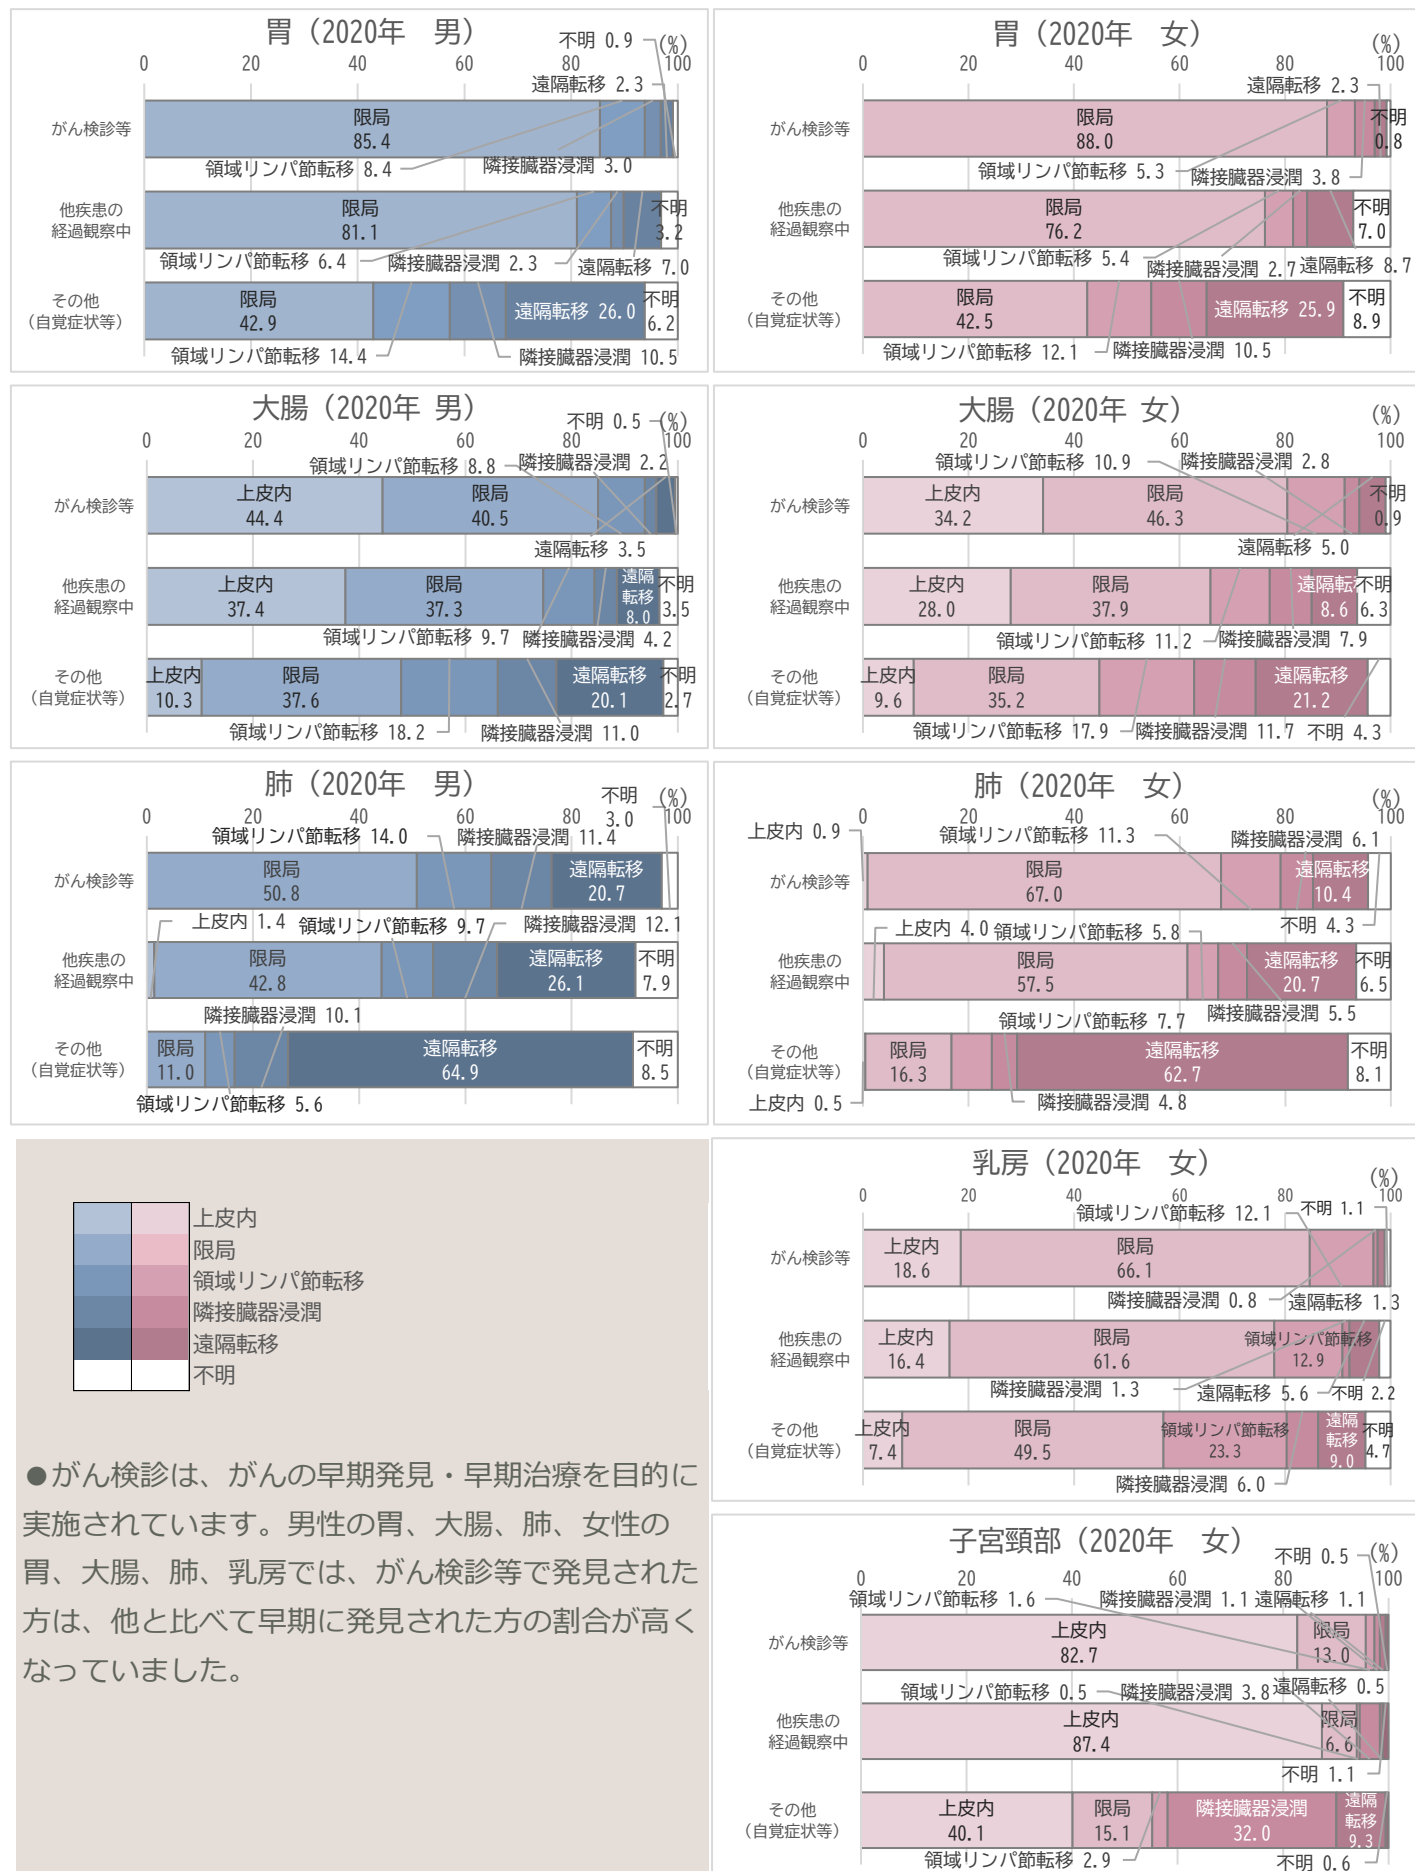 胃（2020年　男）
不明 0.9
(%)
0 20 40 60 80 100
遠隔転移 2.3
がん検診等
限局
85.4
領域リンパ節転移 8.4
隣接臓器浸潤 3.0
他疾患の
経過観察中
限局
81.1
不明
3.2
領域リンパ節転移 6.4
隣接臓器浸潤 2.3
遠隔転移 7.0
その他
（自覚症状等）
限局
42.9
遠隔転移 26.0
不明
6.2
領域リンパ節転移 14.4
隣接臓器浸潤 10.5
胃（2020年　女）
(%)
0 20 40 60 80 100
遠隔転移 2.3
がん検診等
限局
88.0
不明
0.8
領域リンパ節転移 5.3
隣接臓器浸潤 3.8
他疾患の
経過観察中
限局
76.2
不明
7.0
領域リンパ節転移 5.4
隣接臓器浸潤 2.7
遠隔転移 8.7
その他
（自覚症状等）
限局
42.5
遠隔転移 25.9
不明
8.9
領域リンパ節転移 12.1
隣接臓器浸潤 10.5
大腸（2020年 男）
不明 0.5
(%)
0 20 40 60 80 100
領域リンパ節転移 8.8
隣接臓器浸潤 2.2
がん検診等
上皮内
44.4
限局
40.5
遠隔転移 3.5
他疾患の
経過観察中
上皮内
37.4
限局
37.3
遠隔
転移
8.0
不明
3.5
領域リンパ節転移 9.7
隣接臓器浸潤 4.2
その他
（自覚症状等）
上皮内
10.3
限局
37.6
遠隔転移
20.1
不明
2.7
領域リンパ節転移 18.2
隣接臓器浸潤 11.0
大腸（2020年 女）
(%)
0 20 40 60 80 100
領域リンパ節転移 10.9
隣接臓器浸潤 2.8
がん検診等
上皮内
34.2
限局
46.3
不明
0.9
遠隔転移 5.0
他疾患の
経過観察中
上皮内
28.0
限局
37.9
遠隔転移
8.6
不明
6.3
領域リンパ節転移 11.2
隣接臓器浸潤 7.9
その他
（自覚症状等）
上皮内
9.6
限局
35.2
遠隔転移
21.2
領域リンパ節転移 17.9
隣接臓器浸潤 11.7
不明 4.3
肺（2020年　男）
不明
3.0
(%)
0 20 40 60 80 100
領域リンパ節転移 14.0
隣接臓器浸潤 11.4
がん検診等
限局
50.8
遠隔転移
20.7
上皮内 1.4
領域リンパ節転移 9.7
隣接臓器浸潤 12.1
他疾患の
経過観察中
限局
42.8
遠隔転移
26.1
不明
7.9
隣接臓器浸潤 10.1
その他
（自覚症状等）
限局
11.0
遠隔転移
64.9
不明
8.5
領域リンパ節転移 5.6
肺（2020年　女）
(%)
0 20 40 60 80 100
上皮内 0.9
領域リンパ節転移 11.3
隣接臓器浸潤 6.1
がん検診等
限局
67.0
遠隔転移
10.4
上皮内 4.0
領域リンパ節転移 5.8
不明 4.3
他疾患の
経過観察中
限局
57.5
遠隔転移
20.7
不明
6.5
隣接臓器浸潤 5.5
領域リンパ節転移 7.7
その他
（自覚症状等）
限局
16.3
遠隔転移
62.7
不明
8.1
上皮内 0.5
隣接臓器浸潤 4.8
上皮内
限局
領域リンパ節転移
隣接臓器浸潤
遠隔転移
不明
●がん検診は、がんの早期発見・早期治療を目的に
実施されています。男性の胃、大腸、肺、女性の
胃、大腸、肺、乳房では、がん検診等で発見された
方は、他と比べて早期に発見された方の割合が高く
なっていました。
乳房（2020年　女）
(%)
0 20 40 60 80 100
領域リンパ節転移 12.1
不明 1.1
がん検診等
上皮内
18.6
限局
66.1
隣接臓器浸潤 0.8
遠隔転移 1.3
他疾患の
経過観察中
上皮内
16.4
限局
61.6
領域リンパ節転移
12.9
隣接臓器浸潤 1.3
遠隔転移 5.6
不明 2.2
その他
（自覚症状等）
上皮内
7.4
限局
49.5
領域リンパ節転移
23.3
遠隔
転移
9.0
不明
4.7
隣接臓器浸潤 6.0
子宮頸部（2020年　女）
不明 0.5
(%)
0 20 40 60 80 100
領域リンパ節転移 1.6
隣接臓器浸潤 1.1
遠隔転移 1.1
がん検診等
上皮内
82.7
限局
13.0
領域リンパ節転移 0.5
隣接臓器浸潤 3.8
遠隔転移 0.5
他疾患の
経過観察中
上皮内
87.4
限局
6.6
不明 1.1
その他
（自覚症状等）
上皮内
40.1
限局
15.1
隣接臓器浸潤
32.0
遠隔
転移
9.3
領域リンパ節転移 2.9
不明 0.6